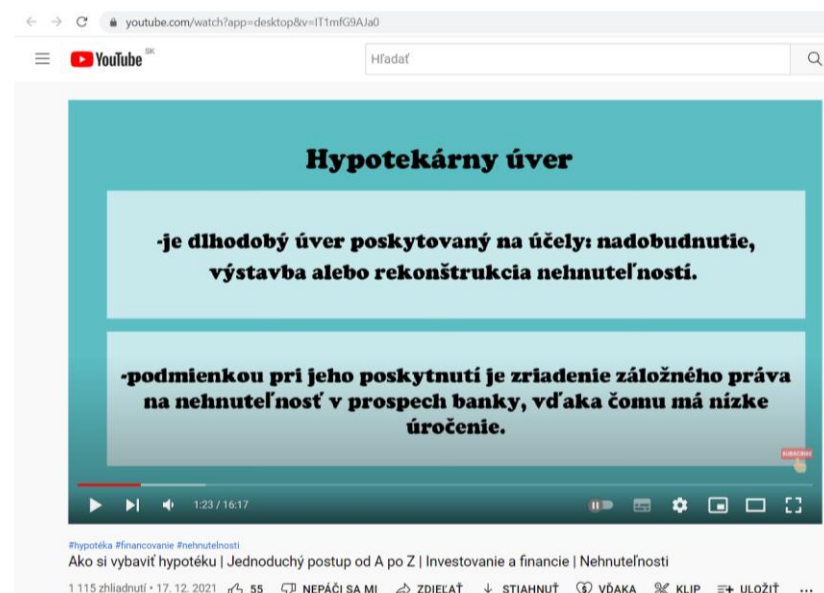 youtube.com/watch?app=desktop&v=IT1mfG9AJa0
YouTube SK
Hľadať
Hypotekárny úver
-je dlhodobý úver poskytovaný na účely: nadobudnutie,
výstavba alebo rekonštrukcia nehnuteľností.
-podmienkou pri jeho poskytnutí je zriadenie záložného práva
na nehnuteľnosť v prospech banky, vďaka čomu má nízke
úročenie.
SUBSCRIBE
1:23 / 16:17
#hypotéka #financovanie #nehnutelnosti
Ako si vybaviť hypotéku | Jednoduchý postup od A po Z | Investovanie a financie | Nehnuteľnosti
1 115 zhliadnutí • 17. 12. 2021 55 NEPÁČI SA MI ZDIEĽAŤ STIAHNUŤ VĎAKA KLIP ULOŽIŤ ...